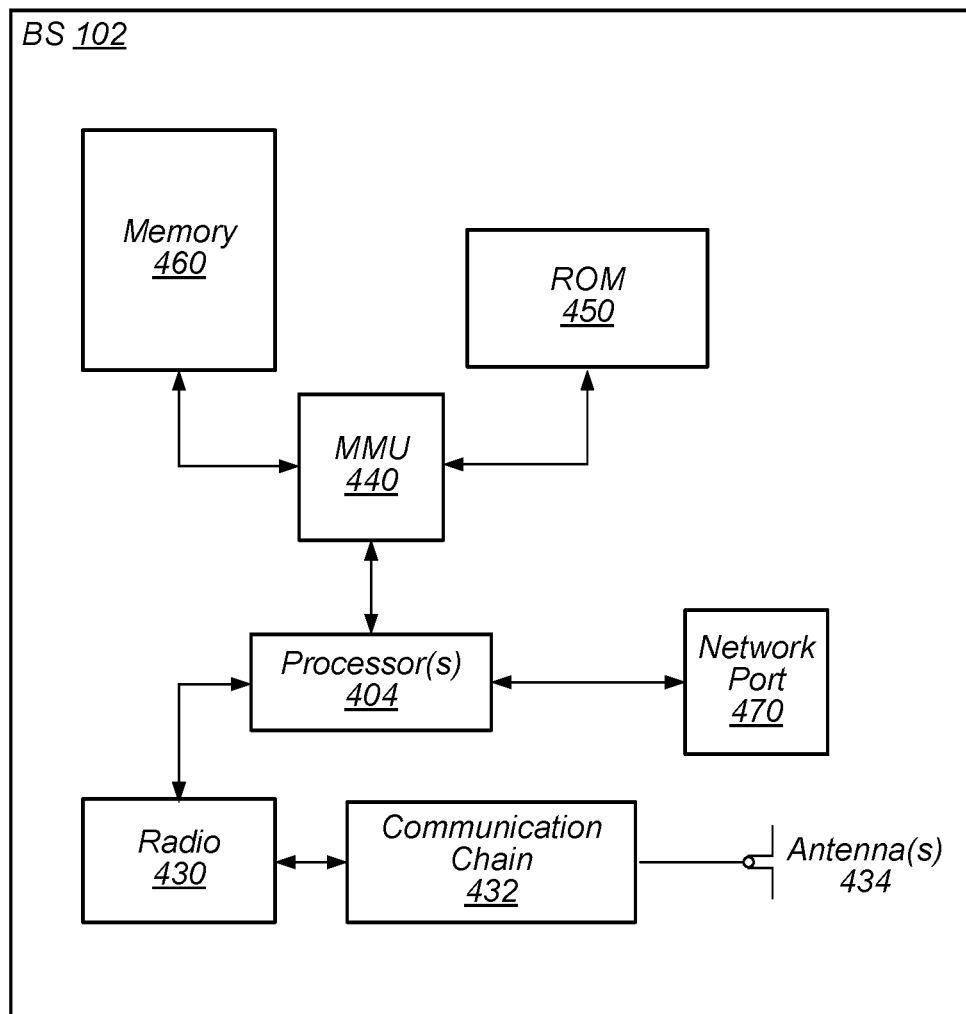 BS 102
Memory
460
ROM
450
MMU
440
Processor(s)
404
Network
Port
470
Radio
430
Communication
Chain
432
Antenna(s)
434